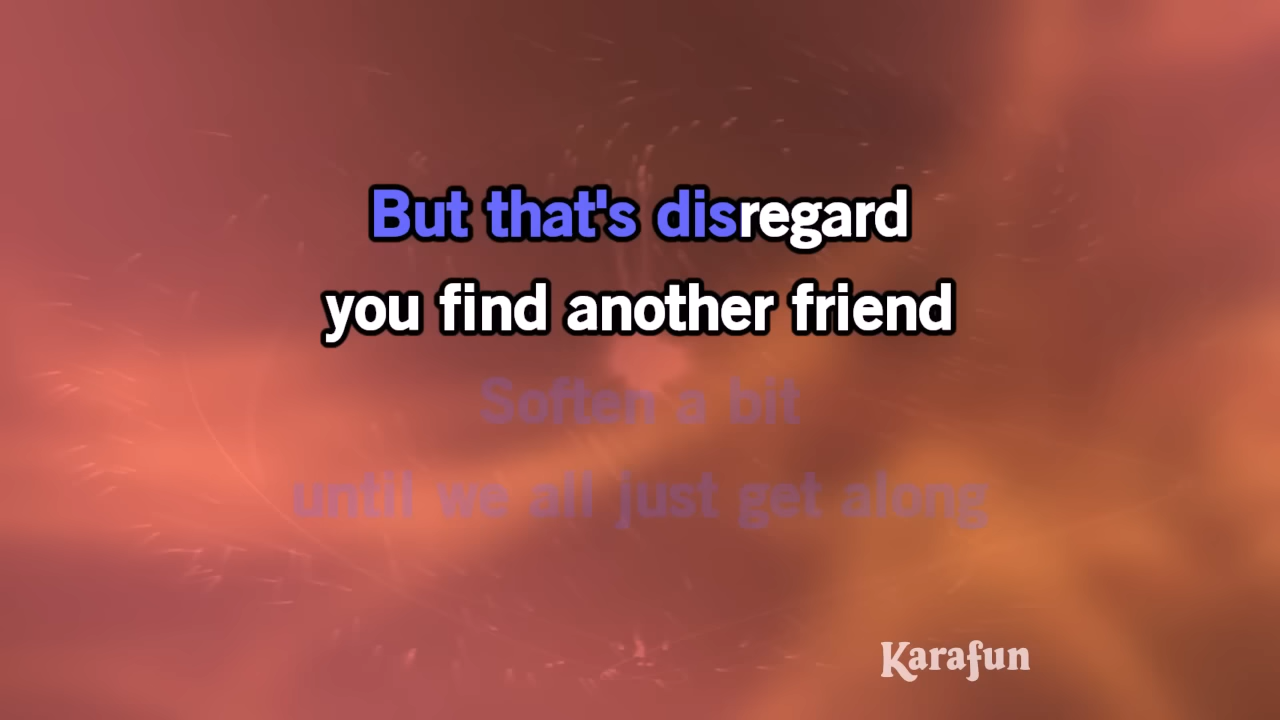 But that's disregard
you find another friend
Soften a bit
until we all just get along
Karafun